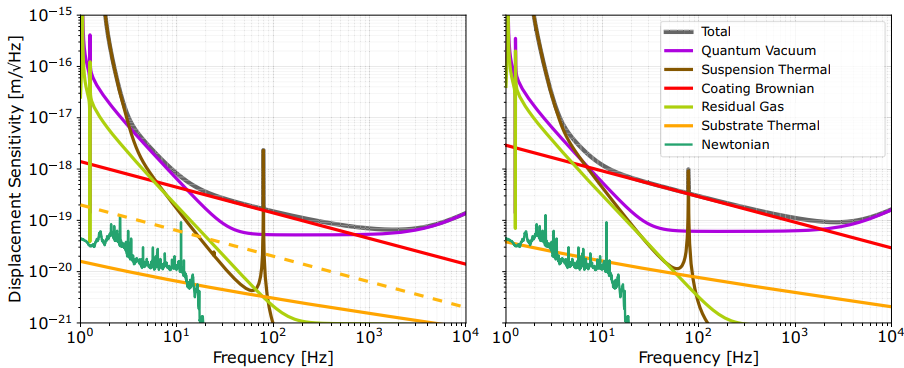 Displacement Sensitivity [m/√Hz]
10⁻¹⁵
10⁻¹⁶
10⁻¹⁷
10⁻¹⁸
10⁻¹⁹
10⁻²⁰
10⁻²¹
10⁰ 10¹ 10² 10³ 10⁴
Frequency [Hz]
Total
Quantum Vacuum
Suspension Thermal
Coating Brownian
Residual Gas
Substrate Thermal
Newtonian
10⁰ 10¹ 10² 10³ 10⁴
Frequency [Hz]